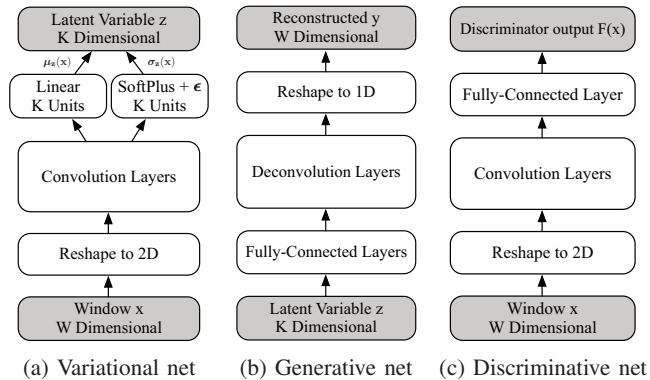 Latent Variable z
K Dimensional
μz(x)
σz(x)
Linear
K Units
SoftPlus + ϵ
K Units
Convolution Layers
Reshape to 2D
Window x
W Dimensional
(a) Variational net
Reconstructed y
W Dimensional
Reshape to 1D
Deconvolution Layers
Fully-Connected Layers
Latent Variable z
K Dimensional
(b) Generative net
Discriminator output F(x)
Fully-Connected Layer
Convolution Layers
Reshape to 2D
Window x
W Dimensional
(c) Discriminative net